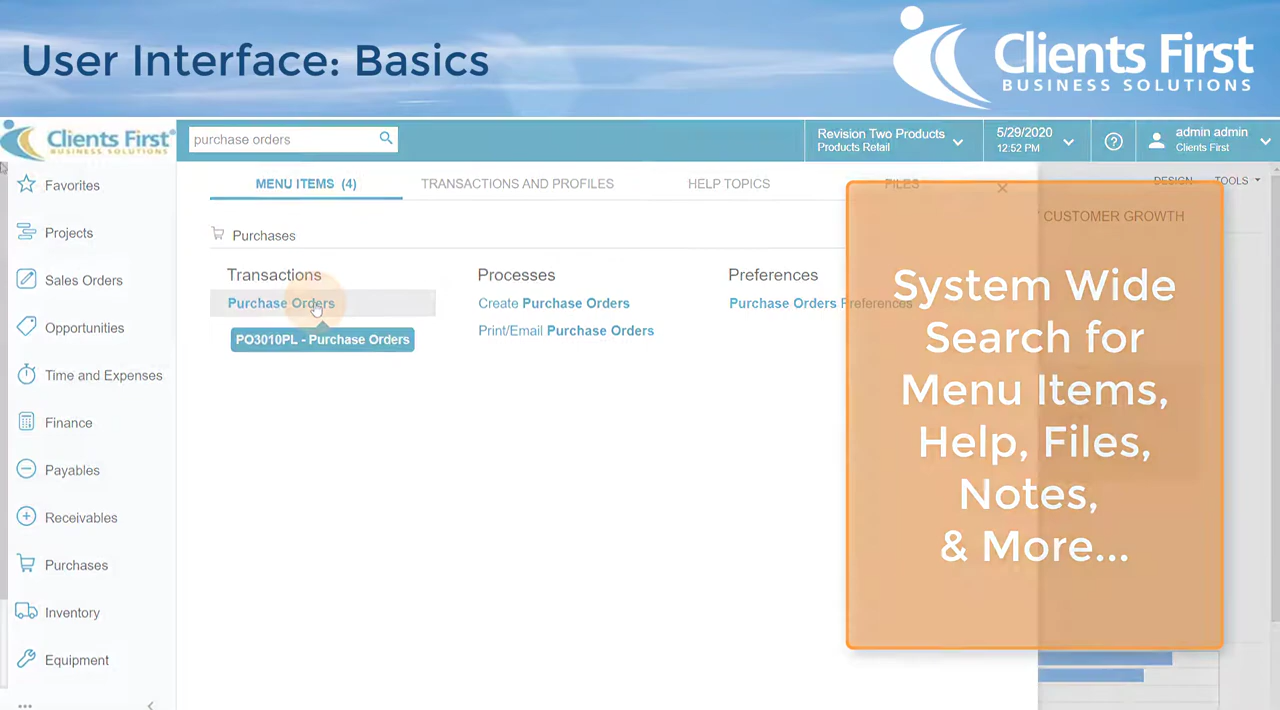 User Interface: Basics
Clients First
BUSINESS SOLUTIONS
Clients First
BUSINESS SOLUTIONS
purchase orders
Revision Two Products
Products Retail
5/29/2020
12:52 PM
admin admin
Clients First
Favorites
Projects
Sales Orders
Opportunities
Time and Expenses
Finance
Payables
Receivables
Purchases
Inventory
Equipment
MENU ITEMS (4)
TRANSACTIONS AND PROFILES
HELP TOPICS
FILES
DESIGN
TOOLS
CUSTOMER GROWTH
Purchases
Transactions
Purchase Orders
PO3010PL - Purchase Orders
Processes
Create Purchase Orders
Print/Email Purchase Orders
Preferences
Purchase Orders Preferences
System Wide
Search for
Menu Items,
Help, Files,
Notes,
& More...